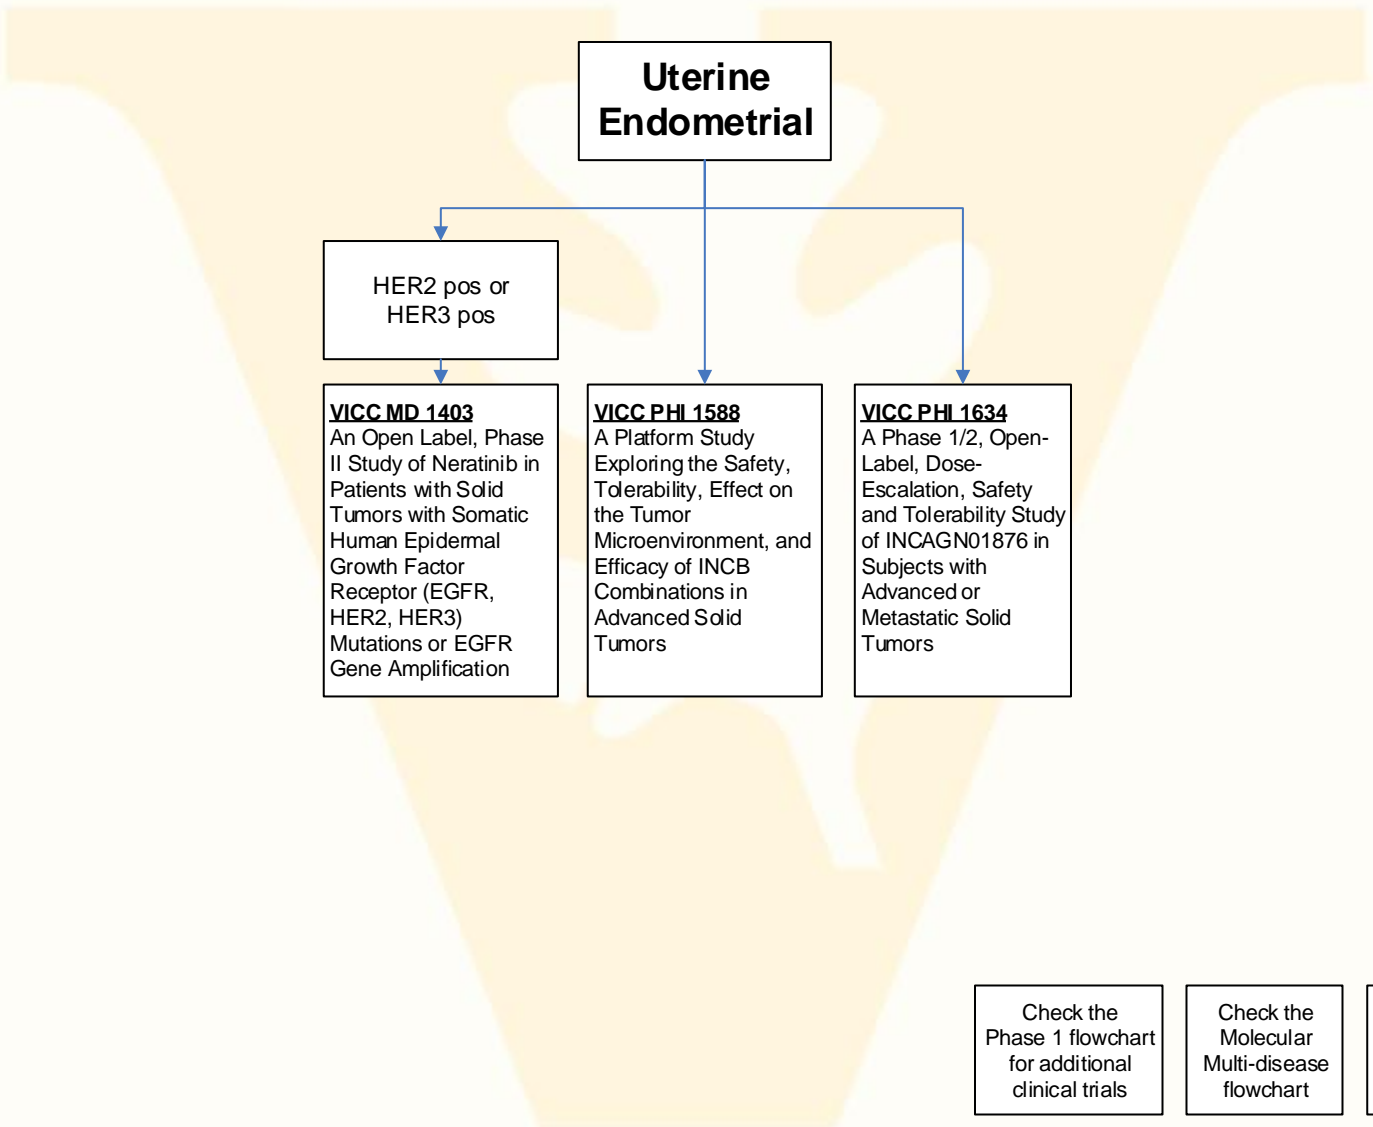 Uterine
Endometrial
HER2 pos or
HER3 pos
VICC MD 1403
An Open Label, Phase
II Study of Neratinib in
Patients with Solid
Tumors with Somatic
Human Epidermal
Growth Factor
Receptor (EGFR,
HER2, HER3)
Mutations or EGFR
Gene Amplification
VICC PHI 1588
A Platform Study
Exploring the Safety,
Tolerability, Effect on
the Tumor
Microenvironment, and
Efficacy of INCB
Combinations in
Advanced Solid
Tumors
VICC PHI 1634
A Phase 1/2, Open-
Label, Dose-
Escalation, Safety
and Tolerability Study
of INCAGN01876 in
Subjects with
Advanced or
Metastatic Solid
Tumors
Check the
Phase 1 flowchart
for additional
clinical trials
Check the
Molecular
Multi-disease
flowchart